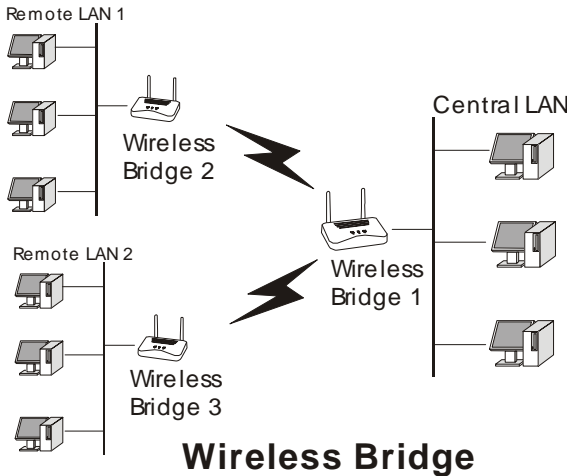 Remote LAN 1
Wireless
Bridge 2
Central LAN
Wireless
Bridge 1
Remote LAN 2
Wireless
Bridge 3
Wireless Bridge